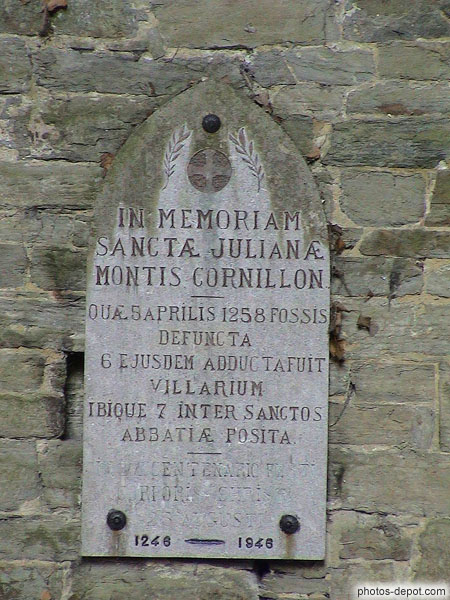 IN MEMORIAM
SANCTÆ JULIANÆ
MONTIS CORNILLON
QUÆ 5 APRILIS 1258 FOSSIS
DEFUNCTA
6 EJUSDEM ADDUCTA FUIT
VILLARIUM
IBIQUE 7 INTER SANCTOS
ABBATIÆ POSITA
CENTENARIO
1246 — 1946
photos-depot.com